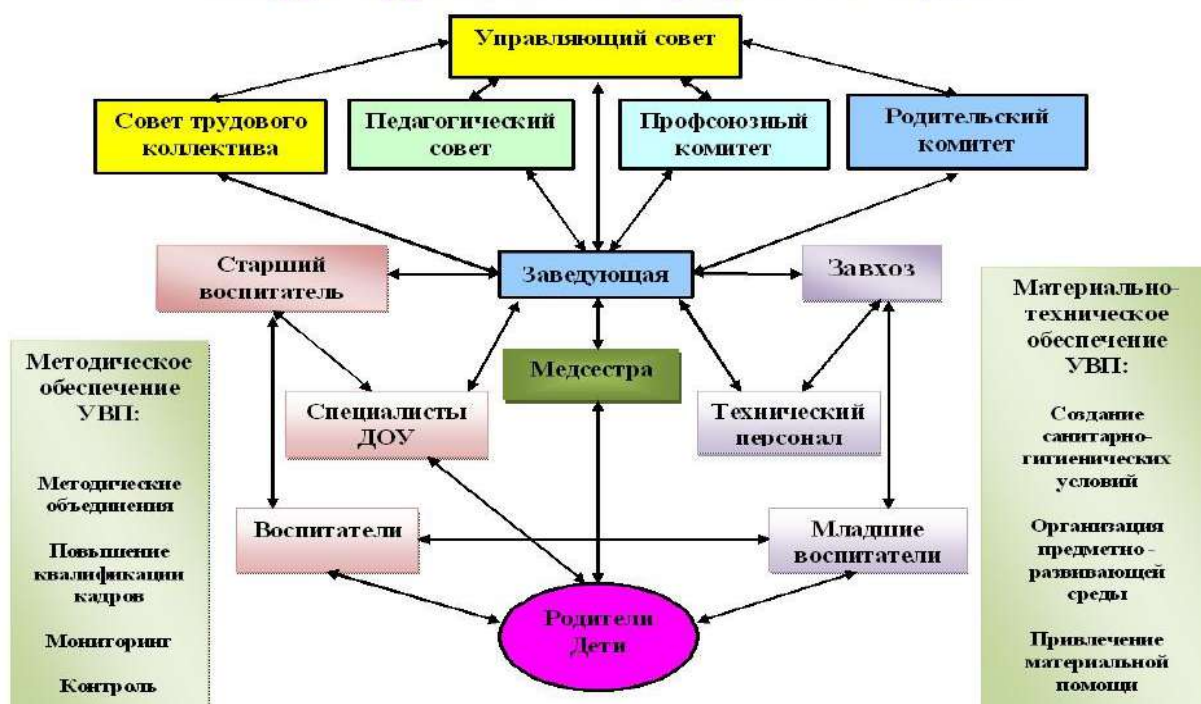 Управляющий совет
Совет трудового
коллектива
Педагогический
совет
Профсоюзный
комитет
Родительский
комитет
Старший
воспитатель
Заведующая
Завхоз
Методическое
обеспечение
УВП:
Методические
объединения
Повышение
квалификации
кадров
Мониторинг
Контроль
Медсестра
Специалисты
ДОУ
Технический
персонал
Воспитатели
Младшие
воспитатели
Родители
Дети
Материально-
техническое
обеспечение
УВП:
Создание
санитарно-
гигиенических
условий
Организация
предметно -
развивающей
среды
Привлечение
материальной
помощи